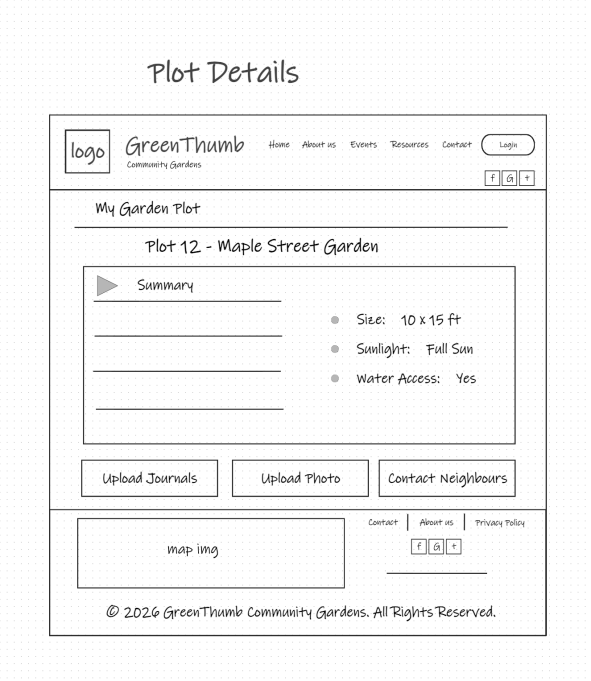 Plot Details
logo
GreenThumb
Community Gardens
Home About us Events Resources Contact Login
f G t
My Garden Plot
Plot 12 - Maple Street Garden
Summary
Size: 10 x 15 ft
Sunlight: Full Sun
Water Access: Yes
Upload Journals Upload Photo Contact Neighbours
map img
Contact About us Privacy Policy
f G t
© 2026 GreenThumb Community Gardens. All Rights Reserved.